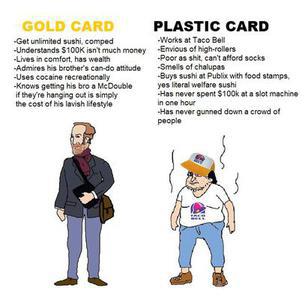 GOLD CARD
-Get unlimited sushi, comped
-Understands $100K isn't much money
-Lives in comfort, has wealth
-Admires his brother's can-do attitude
-Uses cocaine recreationally
-Knows getting his bro a McDouble
if they're hanging out is simply
the cost of his lavish lifestyle
PLASTIC CARD
-Works at Taco Bell
-Envious of high-rollers
-Poor as shit, can't afford socks
-Smells of chalupas
-Buys sushi at Publix with food stamps,
yes literal welfare sushi
-Has never spent $100k at a slot machine
in one hour
-Has never gunned down a crowd of
people
TACO
BELL